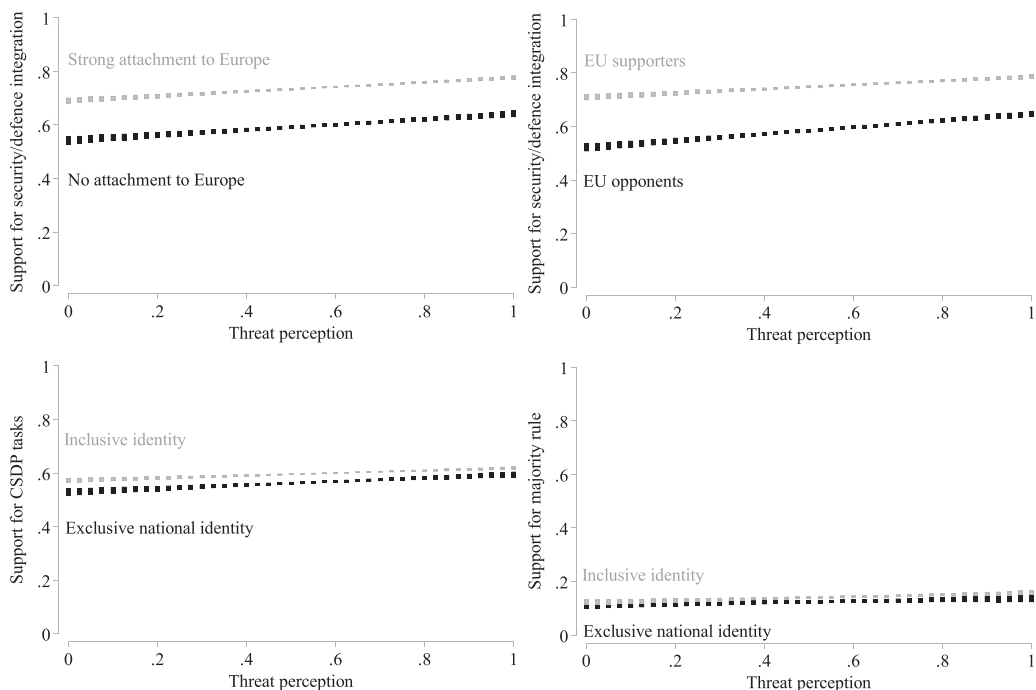 Support for security/defence integration
1
.8
.6
.4
.2
0
Strong attachment to Europe
No attachment to Europe
0 .2 .4 .6 .8 1
Threat perception
Support for security/defence integration
1
.8
.6
.4
.2
0
EU supporters
EU opponents
0 .2 .4 .6 .8 1
Threat perception
Support for CSDP tasks
1
.8
.6
.4
.2
0
Inclusive identity
Exclusive national identity
0 .2 .4 .6 .8 1
Threat perception
Support for majority rule
1
.8
.6
.4
.2
0
Inclusive identity
Exclusive national identity
0 .2 .4 .6 .8 1
Threat perception